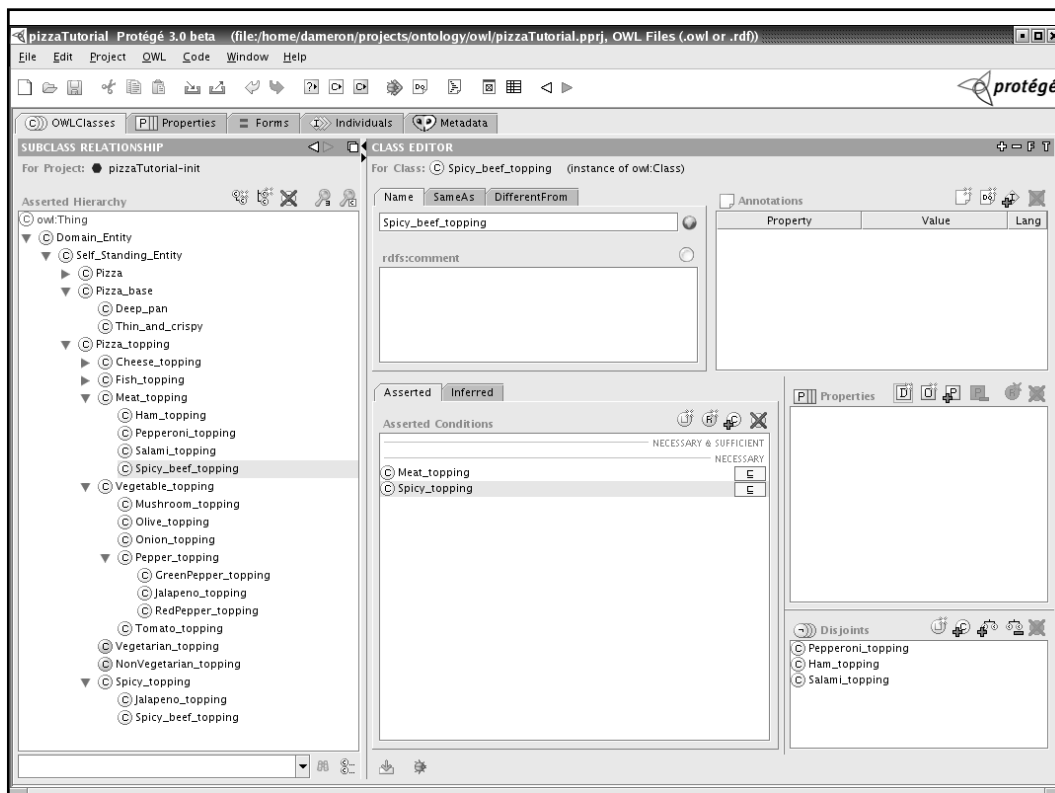 pizzaTutorial Protégé 3.0 beta (file:/home/dameron/projects/ontology/owl/pizzaTutorial.pprj, OWL Files (.owl or .rdf))
File Edit Project OWL Code Window Help
protégé
OWLClasses Properties Forms Individuals Metadata
SUBCLASS RELATIONSHIP
For Project: pizzaTutorial-init
Asserted Hierarchy
C owl:Thing
C Domain_Entity
C Self_Standing_Entity
C Pizza
C Pizza_base
C Deep_pan
C Thin_and_crispy
C Pizza_topping
C Cheese_topping
C Fish_topping
C Meat_topping
C Ham_topping
C Pepperoni_topping
C Salami_topping
C Spicy_beef_topping
C Vegetable_topping
C Mushroom_topping
C Olive_topping
C Onion_topping
C Pepper_topping
C GreenPepper_topping
C Jalapeno_topping
C RedPepper_topping
C Tomato_topping
C Vegetarian_topping
C NonVegetarian_topping
C Spicy_topping
C Jalapeno_topping
C Spicy_beef_topping
CLASS EDITOR
For Class: C Spicy_beef_topping (instance of owl:Class)
Name SameAs DifferentFrom
Spicy_beef_topping
rdfs:comment
Annotations
Property Value Lang
Asserted Inferred
Asserted Conditions
NECESSARY & SUFFICIENT
NECESSARY
C Meat_topping ⊑
C Spicy_topping ⊑
Properties
Disjoints
C Pepperoni_topping
C Ham_topping
C Salami_topping